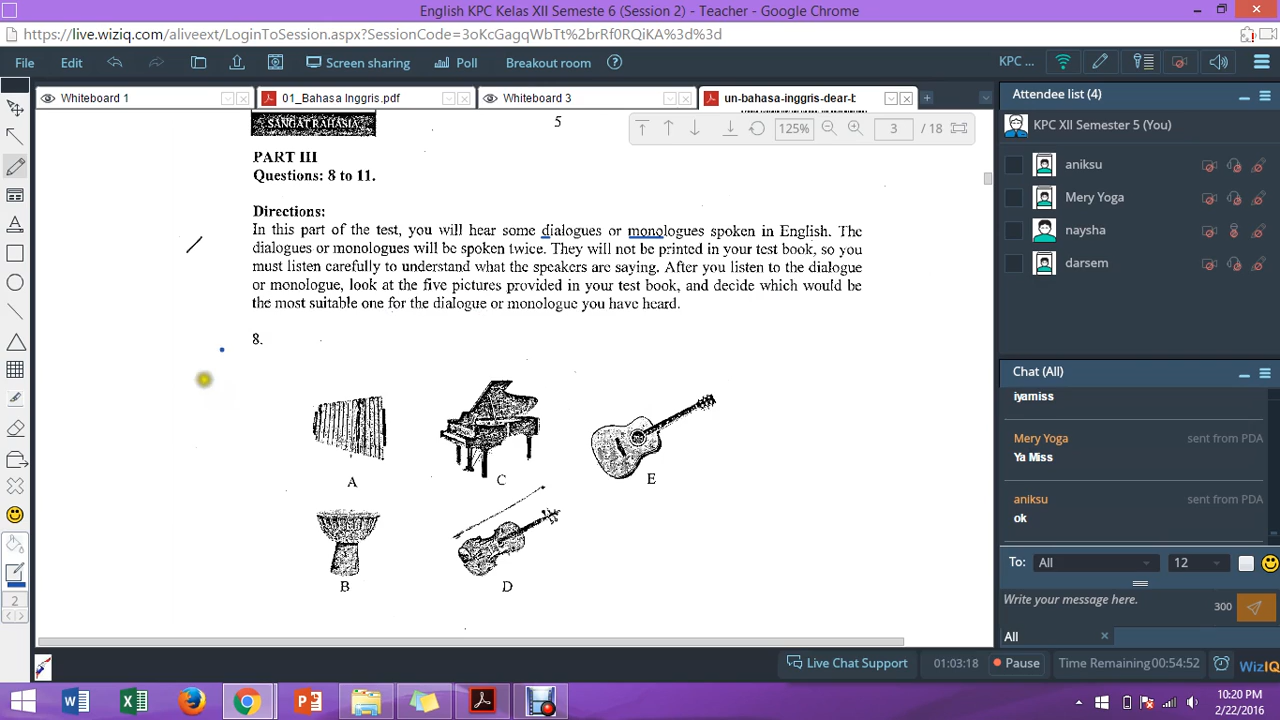 English KPC Kelas XII Semeste 6 (Session 2) - Teacher - Google Chrome
https://live.wiziq.com/aliveext/LoginToSession.aspx?SessionCode=3oKcGagqWbTt%2brRf0RQiKA%3d%3d
File Edit Screen sharing Poll Breakout room KPC ...
Whiteboard 1 01_Bahasa Inggris.pdf Whiteboard 3 un-bahasa-inggris-dear-b
Attendee list (4)
SANGAT RAHASIA 5 125% 3 / 18
KPC XII Semester 5 (You)
aniksu
Mery Yoga
naysha
darsem
PART III
Questions: 8 to 11.
Directions:
In this part of the test, you will hear some dialogues or monologues spoken in English. The
dialogues or monologues will be spoken twice. They will not be printed in your test book, so you
must listen carefully to understand what the speakers are saying. After you listen to the dialogue
or monologue, look at the five pictures provided in your test book, and decide which would be
the most suitable one for the dialogue or monologue you have heard.
8.
A C E
B D
Chat (All)
iyamiss
Mery Yoga sent from PDA
Ya Miss
aniksu sent from PDA
ok
To: All 12
Write your message here. 300
All
2
Live Chat Support 01:03:18 Pause Time Remaining 00:54:52 WizIQ
10:20 PM
2/22/2016